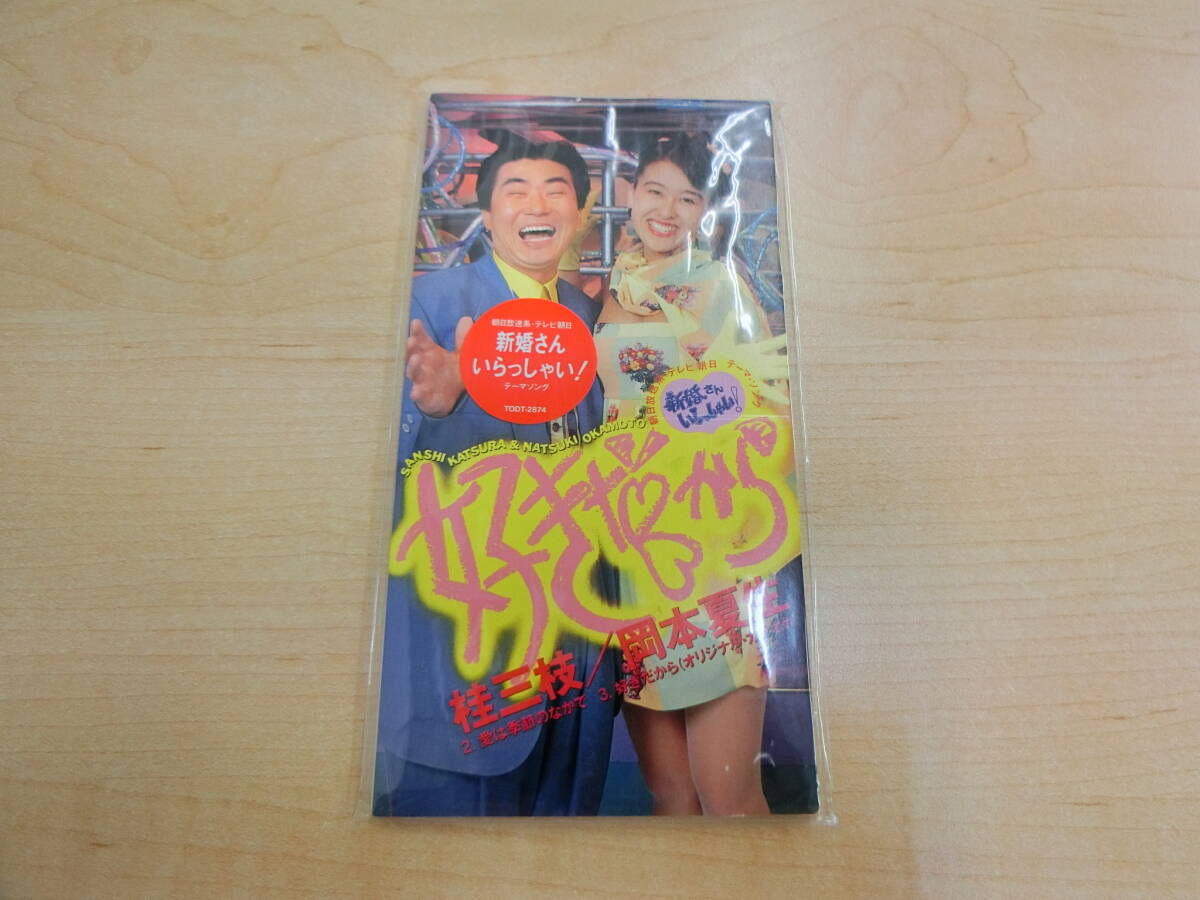 朝日放送系・テレビ朝日
新婚さん
いらっしゃい!
テーマソング
TODT-2874
朝日放送系・テレビ朝日 テーマ・ソング
新婚さん
いらっしゃい!
SANSHI KATSURA & NATSUKI OKAMOTO
好きだから
桂三枝/岡本夏生
2. 愛は季節のなかで 3. 好きだから(オリジナル・カラオケ